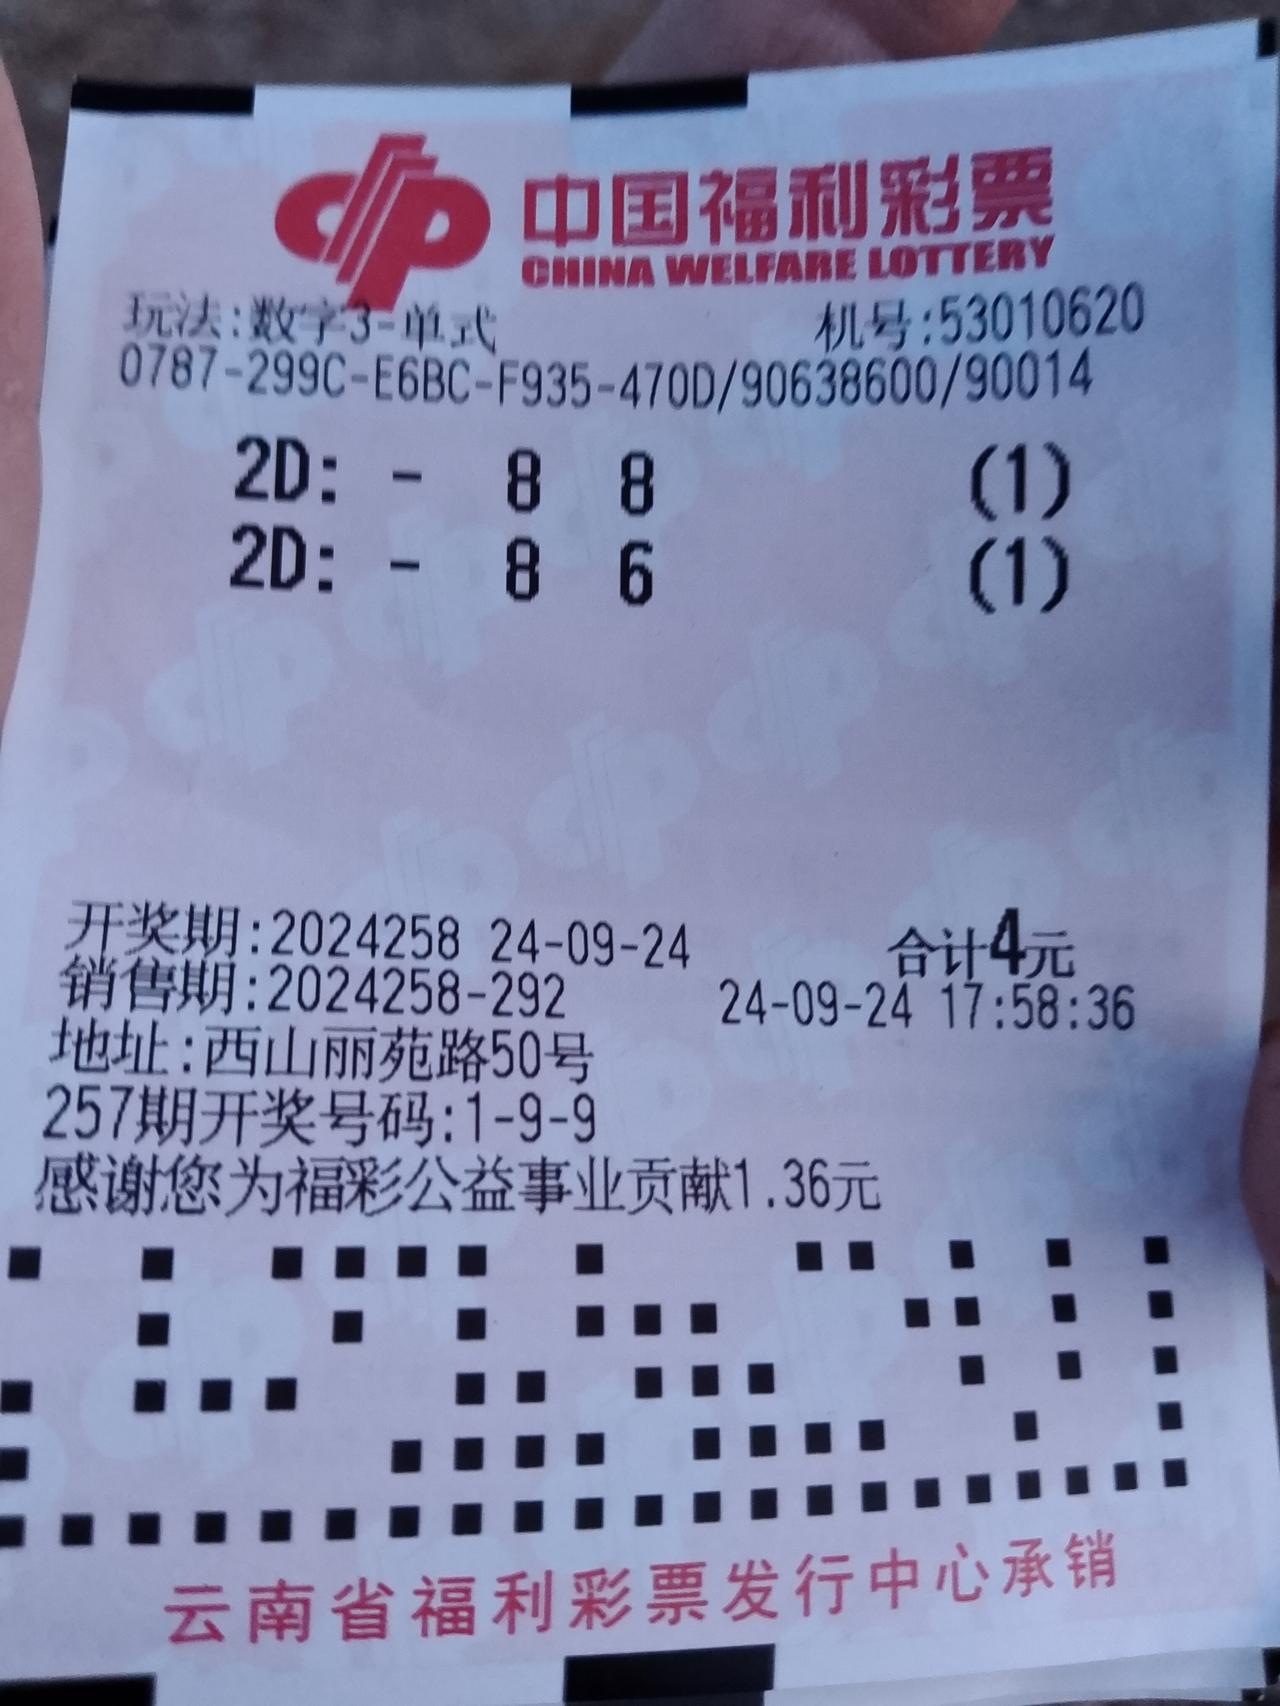 中国福利彩票
CHINA WELFARE LOTTERY
玩法:数字3-单式 机号:53010620
0787-299C-E6BC-F935-470D/90638600/90014
2D: - 8 8 (1)
2D: - 8 6 (1)
开奖期:2024258 24-09-24 合计4元
销售期:2024258-292 24-09-24 17:58:36
地址:西山丽苑路50号
257期开奖号码:1-9-9
感谢您为福彩公益事业贡献1.36元
云南省福利彩票发行中心承销